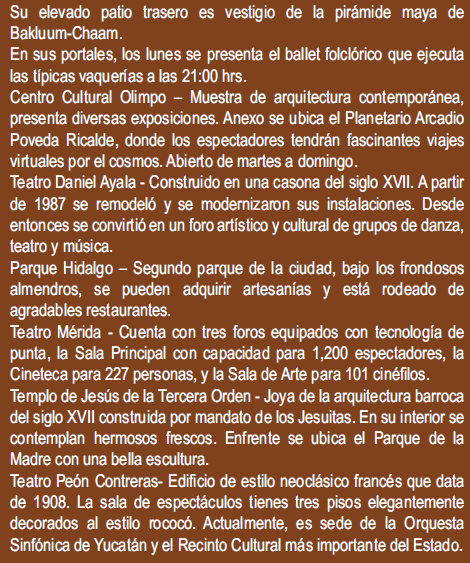 Su elevado patio trasero es vestigio de la pirámide maya de
Bakluum-Chaam.
En sus portales, los lunes se presenta el ballet folclórico que ejecuta
las típicas vaquerías a las 21:00 hrs.
Centro Cultural Olimpo – Muestra de arquitectura contemporánea,
presenta diversas exposiciones. Anexo se ubica el Planetario Arcadio
Poveda Ricalde, donde los espectadores tendrán fascinantes viajes
virtuales por el cosmos. Abierto de martes a domingo.
Teatro Daniel Ayala - Construido en una casona del siglo XVII. A partir
de 1987 se remodeló y se modernizaron sus instalaciones. Desde
entonces se convirtió en un foro artístico y cultural de grupos de danza,
teatro y música.
Parque Hidalgo – Segundo parque de la ciudad, bajo los frondosos
almendros, se pueden adquirir artesanías y está rodeado de
agradables restaurantes.
Teatro Mérida - Cuenta con tres foros equipados con tecnología de
punta, la Sala Principal con capacidad para 1,200 espectadores, la
Cineteca para 227 personas, y la Sala de Arte para 101 cinéfilos.
Templo de Jesús de la Tercera Orden - Joya de la arquitectura barroca
del siglo XVII construida por mandato de los Jesuitas. En su interior se
contemplan hermosos frescos. Enfrente se ubica el Parque de la
Madre con una bella escultura.
Teatro Peón Contreras- Edificio de estilo neoclásico francés que data
de 1908. La sala de espectáculos tienes tres pisos elegantemente
decorados al estilo rococó. Actualmente, es sede de la Orquesta
Sinfónica de Yucatán y el Recinto Cultural más importante del Estado.